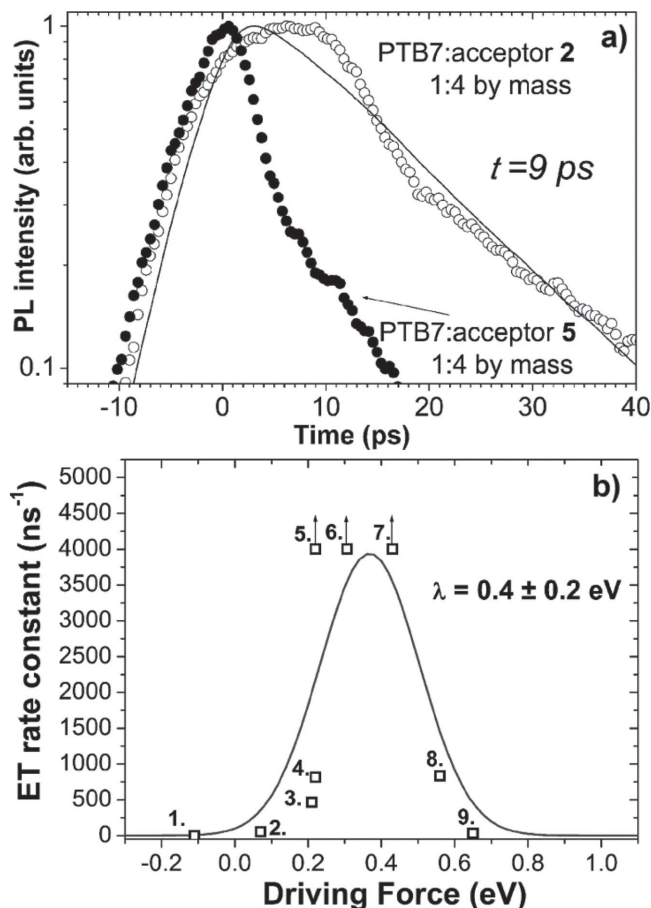 a)
1
PTB7:acceptor 2
1:4 by mass
t =9 ps
PL intensity (arb. units)
PTB7:acceptor 5
1:4 by mass
0.1
-10 0 10 20 30 40
Time (ps)
b)
5000
4500
4000
3500
3000
2500
2000
1500
1000
500
0
5. 6. 7.
λ = 0.4 ± 0.2 eV
4.
8.
3.
1.
2.
9.
ET rate constant (ns-1)
-0.2 0.0 0.2 0.4 0.6 0.8 1.0
Driving Force (eV)